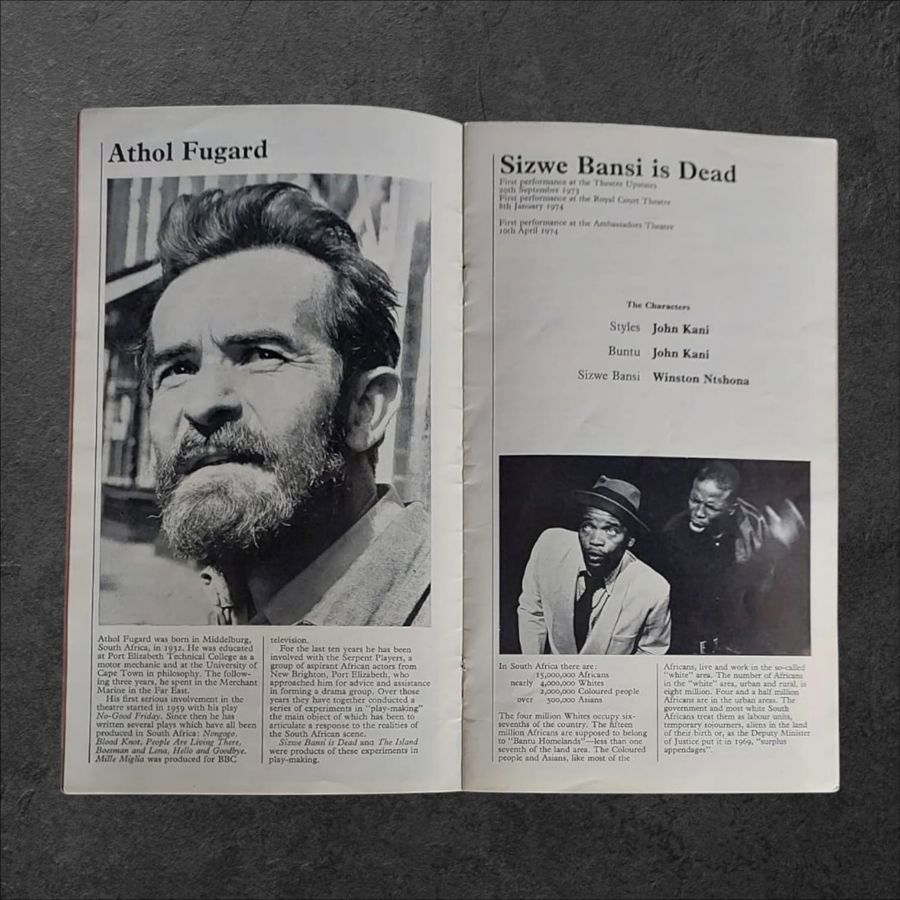 Athol Fugard
Athol Fugard was born in Middelburg,
South Africa, in 1932. He was educated
at Port Elizabeth Technical College as a
motor mechanic and at the University of
Cape Town in philosophy. The follow-
ing three years, he spent in the Merchant
Marine in the Far East.
His first serious involvement in the
theatre started in 1959 with his play
No-Good Friday. Since then he has
written several plays which have all been
produced in South Africa: Nongogo,
Blood Knot, People Are Living There,
Boesman and Lena, Hello and Goodbye.
Mille Miglia was produced for BBC
television.
For the last ten years he has been
involved with the Serpent Players, a
group of aspirant African actors from
New Brighton, Port Elizabeth, who
approached him for advice and assistance
in forming a drama group. Over those
years they have together conducted a
series of experiments in "play-making"
the main object of which has been to
articulate a response to the realities of
the South African scene.
Sizwe Bansi is Dead and The Island
were products of these experiments in
play-making.
Sizwe Bansi is Dead
First performance at the Theatre Upstairs
20th September 1973
First performance at the Royal Court Theatre
8th January 1974
First performance at the Ambassadors Theatre
10th April 1974
The Characters
Styles John Kani
Buntu John Kani
Sizwe Bansi Winston Ntshona
In South Africa there are:
15,000,000 Africans
nearly 4,000,000 Whites
2,000,000 Coloured people
over 500,000 Asians
The four million Whites occupy six-
sevenths of the country. The fifteen
million Africans are supposed to belong
to "Bantu Homelands"—less than one
seventh of the land area. The Coloured
people and Asians, like most of the
Africans, live and work in the so-called
"white" area. The number of Africans
in the "white" area, urban and rural, is
eight million. Four and a half million
Africans are in the urban areas. The
government and most white South
Africans treat them as labour units,
temporary sojourners, aliens in the land
of their birth or, as the Deputy Minister
of Justice put it in 1969, "surplus
appendages".